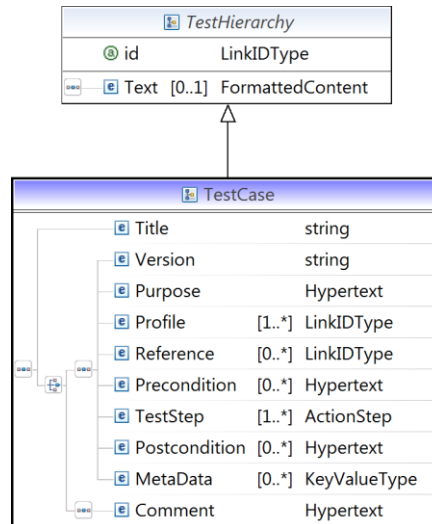 TestHierarchy
a id LinkIDType
e Text [0..1] FormattedContent
TestCase
e Title string
e Version string
e Purpose Hypertext
e Profile [1..*] LinkIDType
e Reference [0..*] LinkIDType
e Precondition [0..*] Hypertext
e TestStep [1..*] ActionStep
e Postcondition [0..*] Hypertext
e MetaData [0..*] KeyValueType
e Comment Hypertext